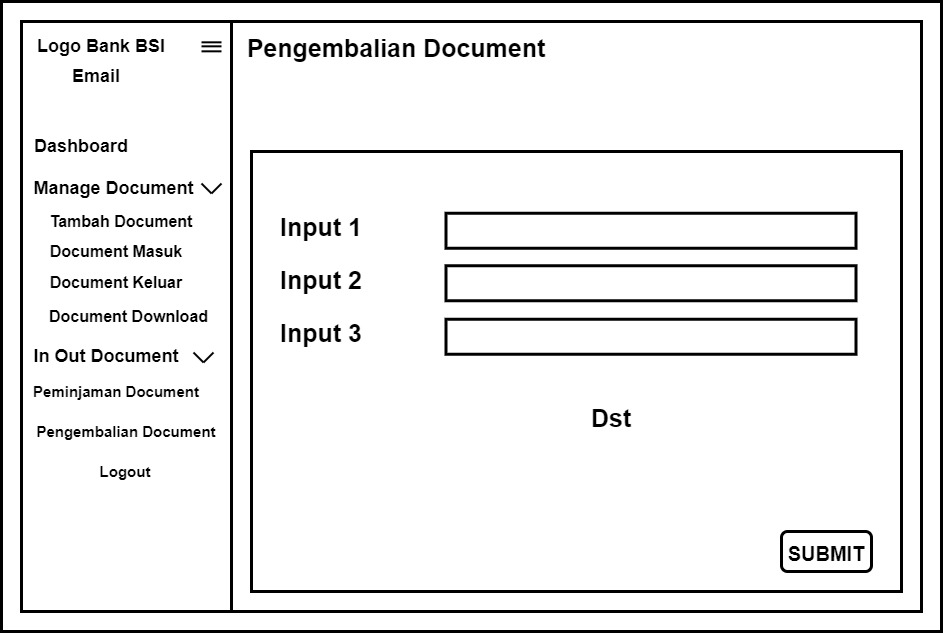 Logo Bank BSI
Email
Dashboard
Manage Document
Tambah Document
Document Masuk
Document Keluar
Document Download
In Out Document
Peminjaman Document
Pengembalian Document
Logout
Pengembalian Document
Input 1
Input 2
Input 3
Dst
SUBMIT